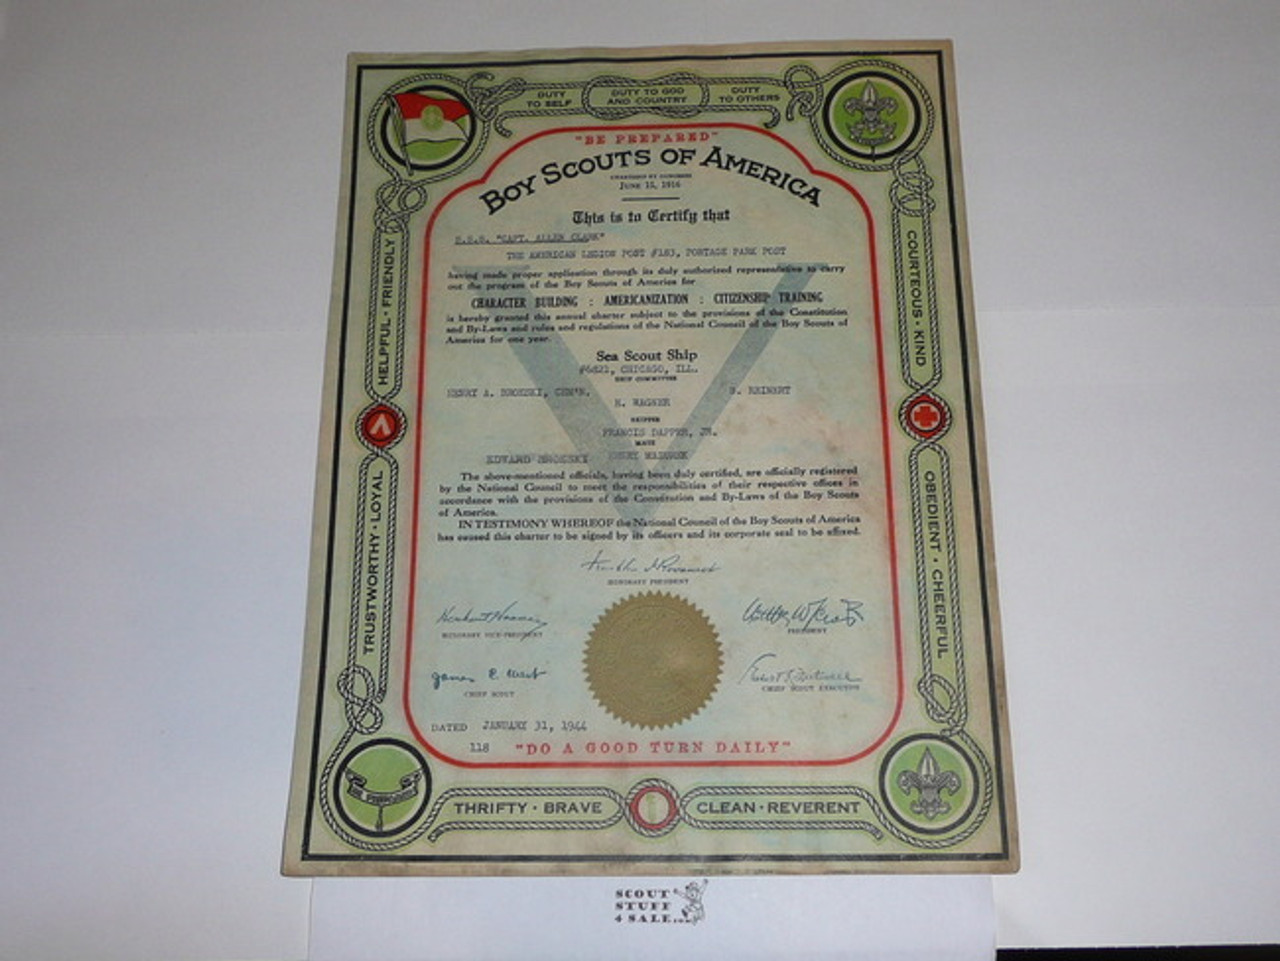 DUTY TO SELF
DUTY TO GOD AND COUNTRY
DUTY TO OTHERS
"BE PREPARED"
BOY SCOUTS OF AMERICA
CHARTERED BY CONGRESS
JUNE 15, 1916
This is to Certify that
S.S.S. "CAPT. ALLEN CLARK"
THE AMERICAN LEGION POST #183, PORTAGE PARK POST
having made proper application through its duly authorized representative to carry
out the program of the Boy Scouts of America for
CHARACTER BUILDING : AMERICANIZATION : CITIZENSHIP TRAINING
is hereby granted this annual charter subject to the provisions of the Constitution
and By-Laws and rules and regulations of the National Council of the Boy Scouts of
America for one year.
Sea Scout Ship
CHICAGO, ILL.
SHIP COMMITTEE
HENRY A. CHM'N.
REINERT
H. WAGNER
SKIPPER
FRANCIS DAPPER, JR.
MATE
EDWARD HENRY
The above-mentioned officials, having been duly certified, are officially registered
by the National Council to meet the responsibilities of their respective offices in
accordance with the provisions of the Constitution and By-Laws of the Boy Scouts
of America.
IN TESTIMONY WHEREOF the National Council of the Boy Scouts of America
has caused this charter to be signed by its officers and its corporate seal to be affixed.
HONORARY PRESIDENT
Herbert Hoover
HONORARY VICE-PRESIDENT
PRESIDENT
James E. West
CHIEF SCOUT
CHIEF SCOUT EXECUTIVE
DATED JANUARY 31, 1944
118 "DO A GOOD TURN DAILY"
TRUSTWORTHY · LOYAL
HELPFUL · FRIENDLY
COURTEOUS · KIND
OBEDIENT · CHEERFUL
BE PREPARED
THRIFTY · BRAVE
CLEAN · REVERENT
SCOUT
STUFF
4 SALE.com